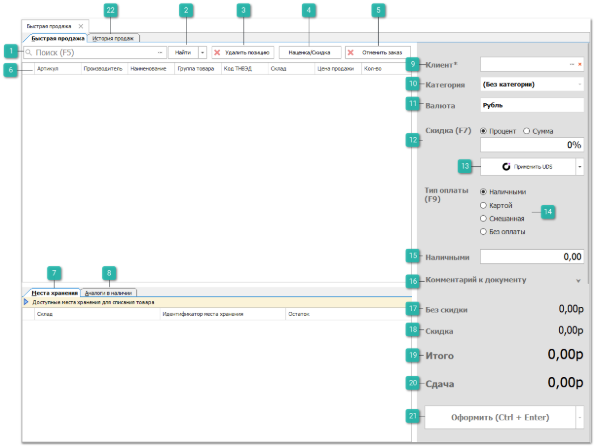 22 2 3 4 5
Быстрая продажа
Быстрая продажа История продаж
1 Поиск (F5) Найти Удалить позицию Наценка/Скидка Отменить заказ
6 Артикул Производитель Наименование Группа товара Код ТНВЭД Склад Цена продажи Кол-во
9 Клиент*
10 Категория (Без категории)
11 Валюта Рубль
Скидка (F7) Процент Сумма
12 0%
13 Применить UDS
Тип оплаты (F9) Наличными
Картой
14
Смешанная
Без оплаты
15 Наличными 0,00
16 Комментарий к документу
7 8
Места хранения Аналоги в наличии
Доступные места хранения для списания товара
Склад Идентификатор места хранения Остаток
17 Без скидки 0,00р
18 Скидка 0,00р
19 Итого 0,00р
20 Сдача 0,00р
21 Оформить (Ctrl + Enter)